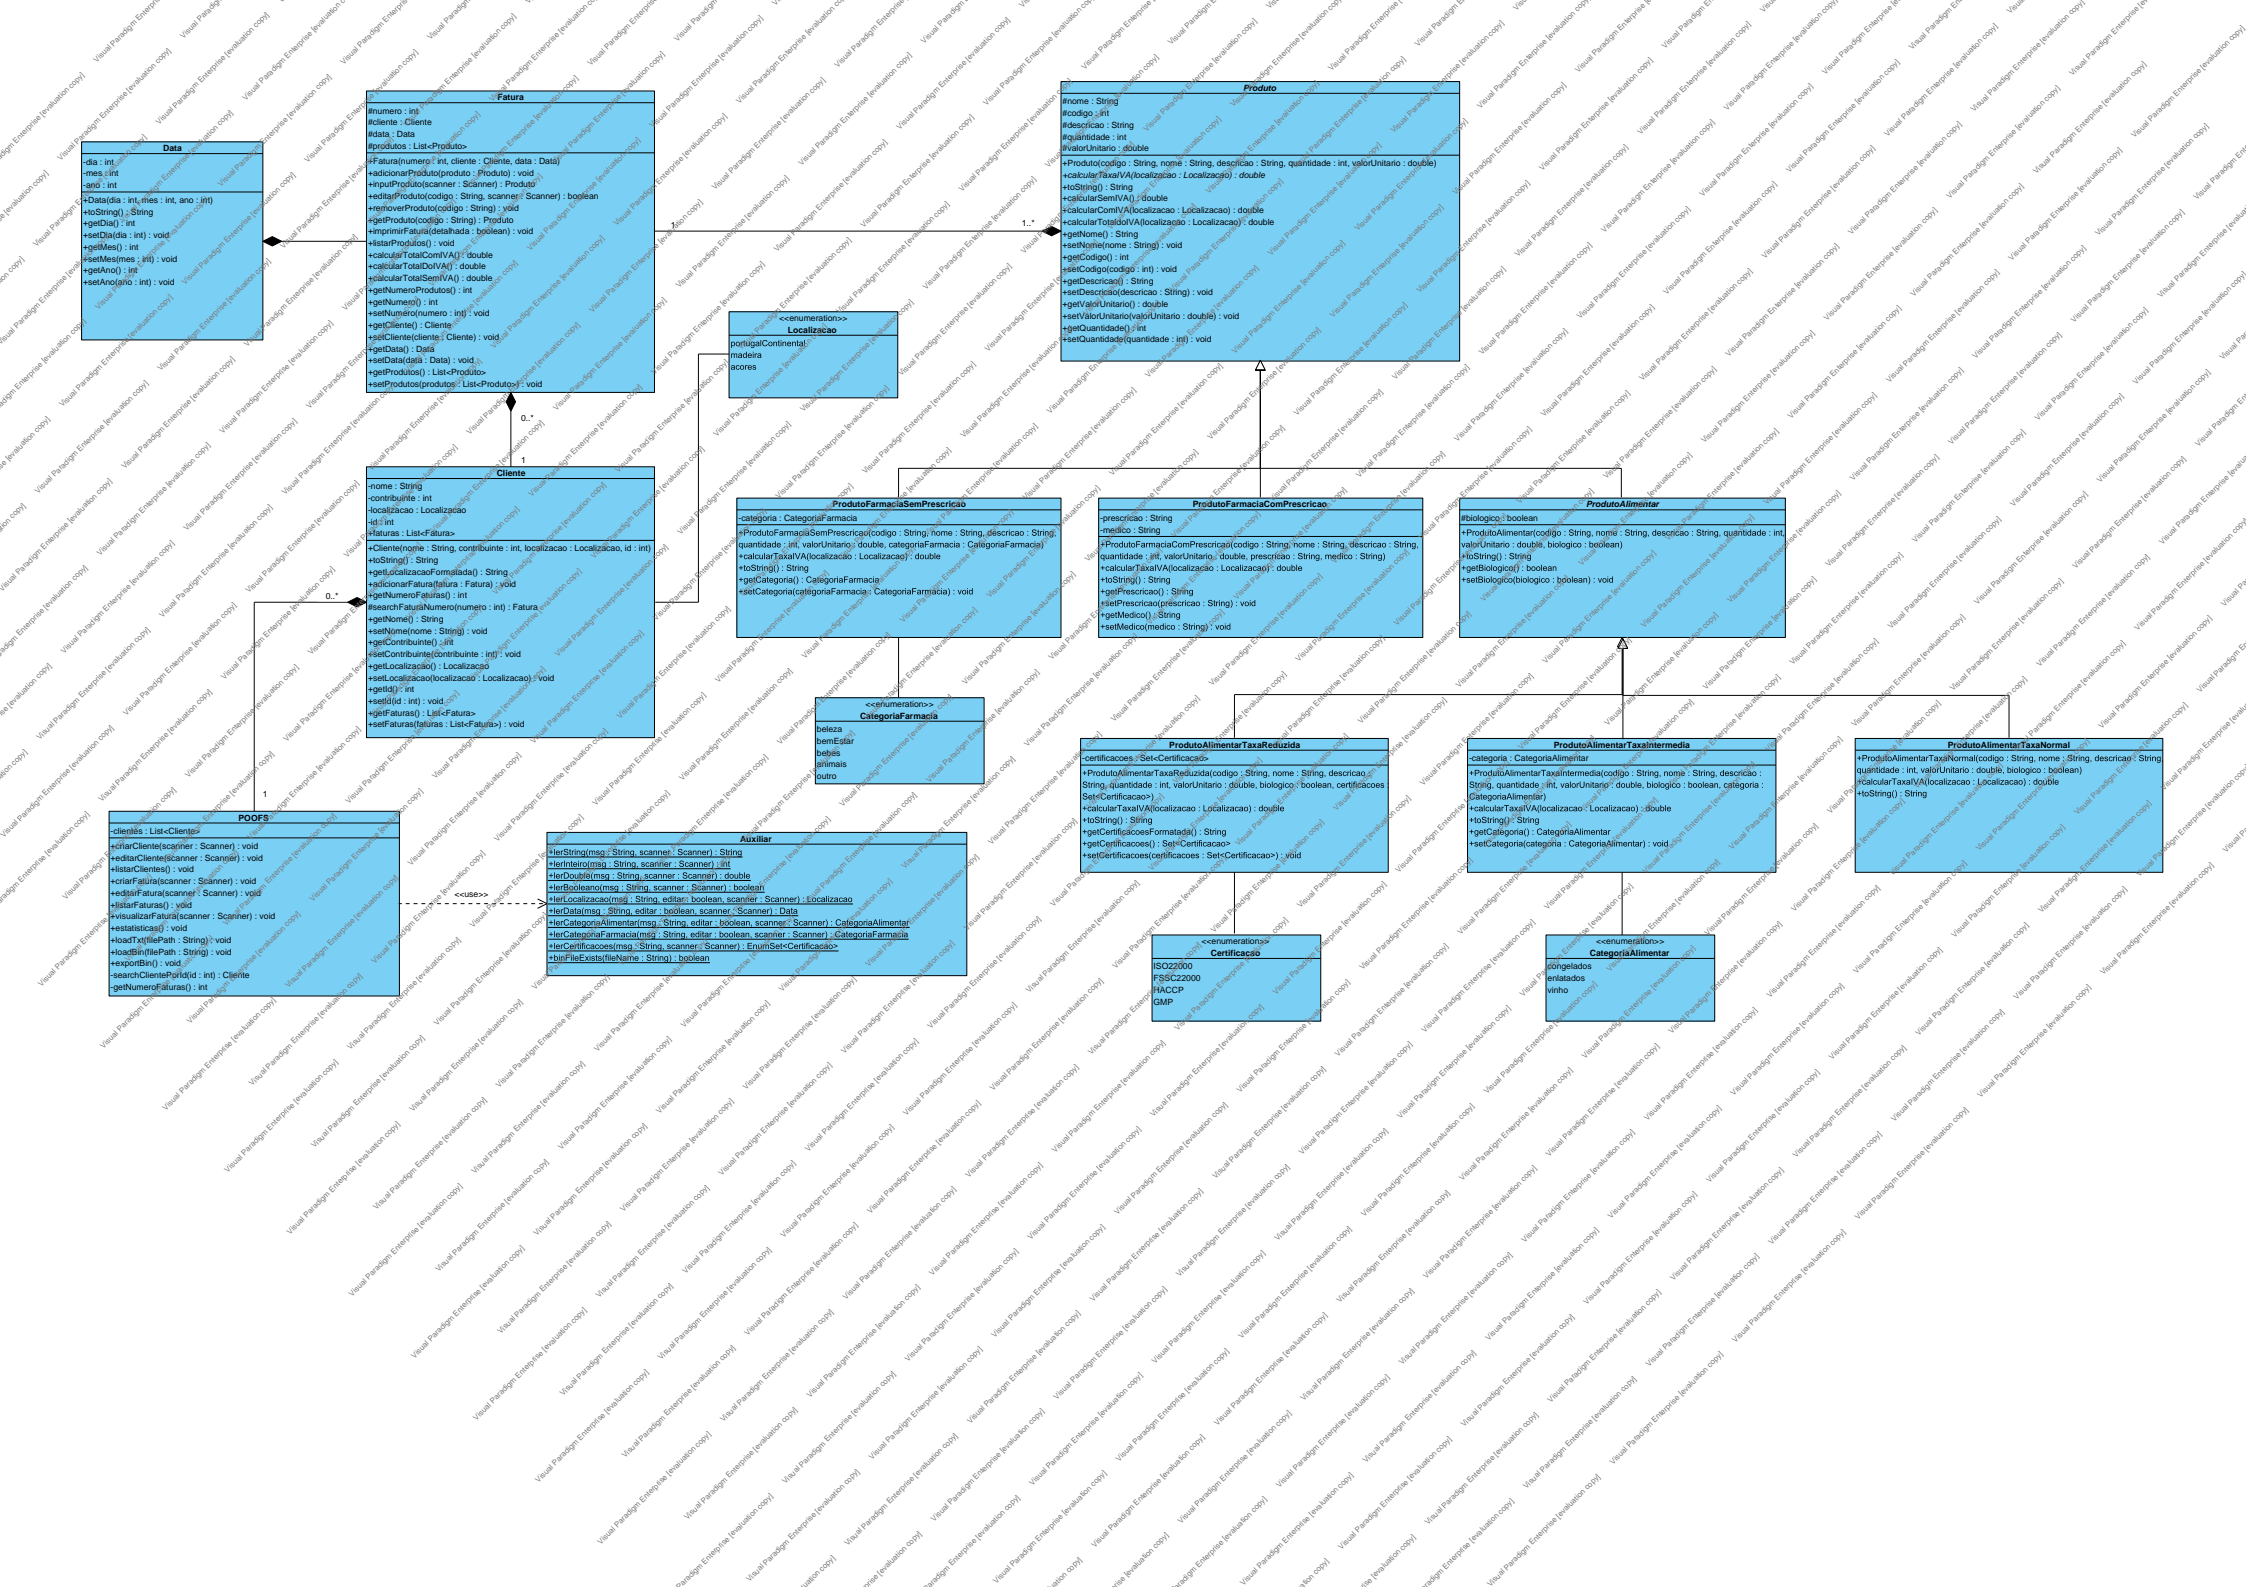 Data
-dia : int
-mes : int
-ano : int
+Data(dia : int, mes : int, ano : int)
+toString() : String
+getDia() : int
+setDia(dia : int) : void
+getMes() : int
+setMes(mes : int) : void
+getAno() : int
+setAno(ano : int) : void
Fatura
#numero : int
#cliente : Cliente
#data : Data
#produtos : List<Produto>
+Fatura(numero : int, cliente : Cliente, data : Data)
+adicionarProduto(produto : Produto) : void
+inputProduto(scanner : Scanner) : Produto
+editarProduto(codigo : String, scanner : Scanner) : boolean
+removerProduto(codigo : String) : void
+getProduto(codigo : String) : Produto
+imprimirFatura(detalhada : boolean) : void
+listarProdutos() : void
+calcularTotalComIVA() : double
+calcularTotalDoIVA() : double
+calcularTotalSemIVA() : double
+getNumeroProdutos() : int
+getNumero() : int
+setNumero(numero : int) : void
+getCliente() : Cliente
+setCliente(cliente : Cliente) : void
+getData() : Data
+setData(data : Data) : void
+getProdutos() : List<Produto>
+setProdutos(produtos : List<Produto>) : void
1
1..*
Produto
#nome : String
#codigo : int
#descricao : String
#quantidade : int
#valorUnitario : double
+Produto(codigo : String, nome : String, descricao : String, quantidade : int, valorUnitario : double)
+calcularTaxaIVA(localizacao : Localizacao) : double
+toString() : String
+calcularSemIVA() : double
+calcularComIVA(localizacao : Localizacao) : double
+calcularTotaldoIVA(localizacao : Localizacao) : double
+getNome() : String
+setNome(nome : String) : void
+getCodigo() : int
+setCodigo(codigo : int) : void
+getDescricao() : String
+setDescricao(descricao : String) : void
+getValorUnitario() : double
+setValorUnitario(valorUnitario : double) : void
+getQuantidade() : int
+setQuantidade(quantidade : int) : void
<<enumeration>>
Localizacao
portugalContinental
madeira
acores
0..*
1
Cliente
-nome : String
-contribuinte : int
-localizacao : Localizacao
-id : int
+faturas : List<Fatura>
+Cliente(nome : String, contribuinte : int, localizacao : Localizacao, id : int)
+toString() : String
+getLocalizacaoFormatada() : String
+adicionarFatura(fatura : Fatura) : void
+getNumeroFaturas() : int
#searchFaturaNumero(numero : int) : Fatura
+getNome() : String
+setNome(nome : String) : void
+getContribuinte() : int
+setContribuinte(contribuinte : int) : void
+getLocalizacao() : Localizacao
+setLocalizacao(localizacao : Localizacao) : void
+getId() : int
+setId(id : int) : void
+getFaturas() : List<Fatura>
+setFaturas(faturas : List<Fatura>) : void
0..*
1
ProdutoFarmaciaSemPrescricao
-categoria : CategoriaFarmacia
+ProdutoFarmaciaSemPrescricao(codigo : String, nome : String, descricao : String,
quantidade : int, valorUnitario : double, categoriaFarmacia : CategoriaFarmacia)
+calcularTaxaIVA(localizacao : Localizacao) : double
+toString() : String
+getCategoria() : CategoriaFarmacia
+setCategoria(categoriaFarmacia : CategoriaFarmacia) : void
ProdutoFarmaciaComPrescricao
-prescricao : String
-medico : String
+ProdutoFarmaciaComPrescricao(codigo : String, nome : String, descricao : String,
quantidade : int, valorUnitario : double, prescricao : String, medico : String)
+calcularTaxaIVA(localizacao : Localizacao) : double
+toString() : String
+getPrescricao() : String
+setPrescricao(prescricao : String) : void
+getMedico() : String
+setMedico(medico : String) : void
ProdutoAlimentar
#biologico : boolean
+ProdutoAlimentar(codigo : String, nome : String, descricao : String, quantidade : int,
valorUnitario : double, biologico : boolean)
+toString() : String
+getBiologico() : boolean
+setBiologico(biologico : boolean) : void
<<enumeration>>
CategoriaFarmacia
beleza
bemEstar
bebes
animais
outro
ProdutoAlimentarTaxaReduzida
-certificacoes : Set<Certificacao>
+ProdutoAlimentarTaxaReduzida(codigo : String, nome : String, descricao :
String, quantidade : int, valorUnitario : double, biologico : boolean, certificacoes :
Set<Certificacao>)
+calcularTaxaIVA(localizacao : Localizacao) : double
+toString() : String
+getCertificacoesFormatada() : String
+getCertificacoes() : Set<Certificacao>
+setCertificacoes(certificacoes : Set<Certificacao>) : void
ProdutoAlimentarTaxaIntermedia
-categoria : CategoriaAlimentar
+ProdutoAlimentarTaxaIntermedia(codigo : String, nome : String, descricao :
String, quantidade : int, valorUnitario : double, biologico : boolean, categoria :
CategoriaAlimentar)
+calcularTaxaIVA(localizacao : Localizacao) : double
+toString() : String
+getCategoria() : CategoriaAlimentar
+setCategoria(categoria : CategoriaAlimentar) : void
ProdutoAlimentarTaxaNormal
+ProdutoAlimentarTaxaNormal(codigo : String, nome : String, descricao : String,
quantidade : int, valorUnitario : double, biologico : boolean)
+calcularTaxaIVA(localizacao : Localizacao) : double
+toString() : String
POOFS
-clientes : List<Cliente>
+criarCliente(scanner : Scanner) : void
+editarCliente(scanner : Scanner) : void
+listarClientes() : void
+criarFatura(scanner : Scanner) : void
+editarFatura(scanner : Scanner) : void
+listarFaturas() : void
+visualizarFatura(scanner : Scanner) : void
+estatisticas() : void
+loadTxt(filePath : String) : void
+loadBin(filePath : String) : void
+exportBin() : void
-searchClientePorId(id : int) : Cliente
-getNumeroFaturas() : int
<<use>>
Auxiliar
+lerString(msg : String, scanner : Scanner) : String
+lerInteiro(msg : String, scanner : Scanner) : int
+lerDouble(msg : String, scanner : Scanner) : double
+lerBooleano(msg : String, scanner : Scanner) : boolean
+lerLocalizacao(msg : String, editar : boolean, scanner : Scanner) : Localizacao
+lerData(msg : String, editar : boolean, scanner : Scanner) : Data
+lerCategoriaAlimentar(msg : String, editar : boolean, scanner : Scanner) : CategoriaAlimentar
+lerCategoriaFarmacia(msg : String, editar : boolean, scanner : Scanner) : CategoriaFarmacia
+lerCertificacoes(msg : String, scanner : Scanner) : EnumSet<Certificacao>
+binFileExists(fileName : String) : boolean
<<enumeration>>
Certificacao
ISO22000
FSSC22000
HACCP
GMP
<<enumeration>>
CategoriaAlimentar
congelados
enlatados
vinho
Visual Paradigm Enterprise [evaluation copy]